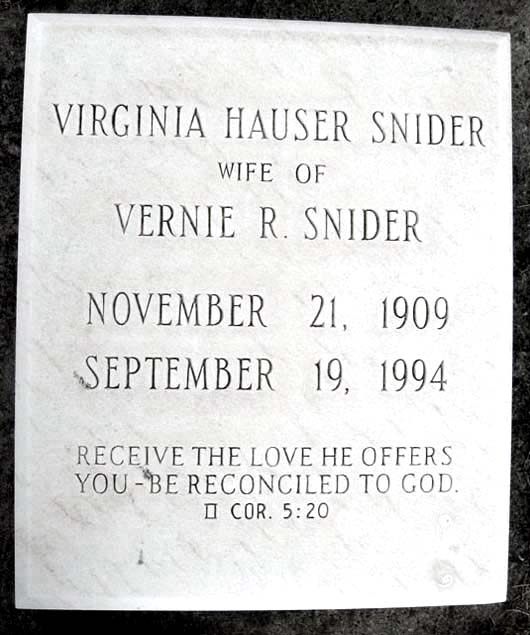 VIRGINIA HAUSER SNIDER
WIFE OF
VERNIE R. SNIDER
NOVEMBER 21, 1909
SEPTEMBER 19, 1994
RECEIVE THE LOVE HE OFFERS
YOU-BE RECONCILED TO GOD.
II COR. 5:20